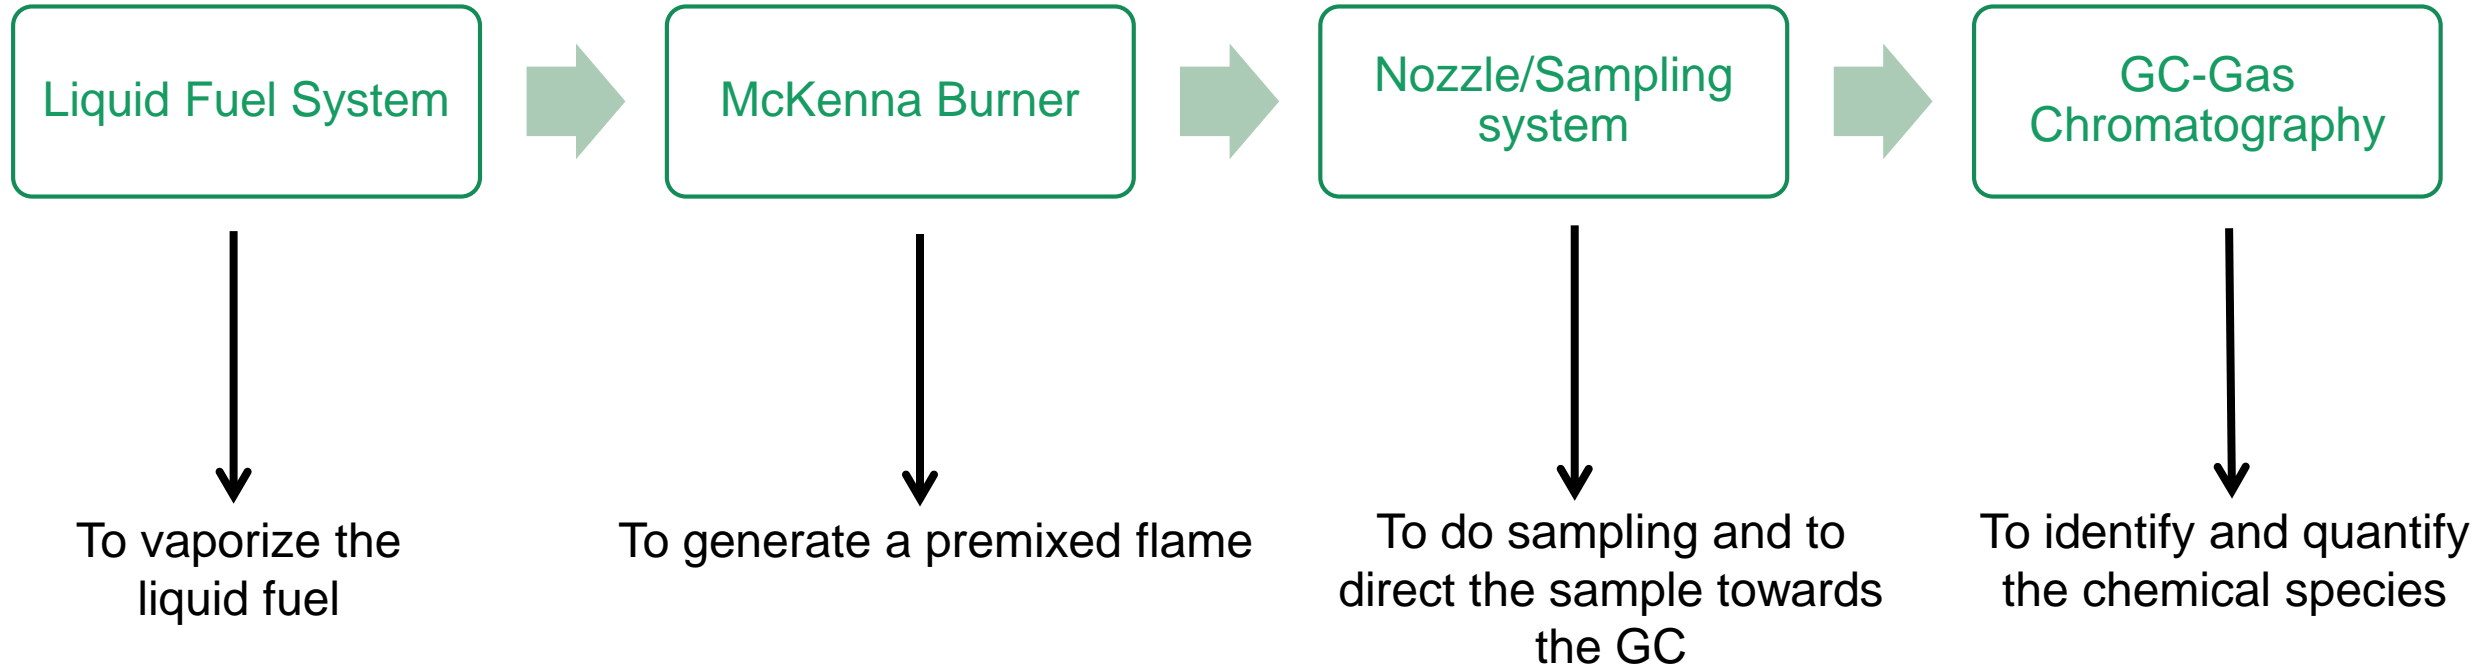 Liquid Fuel System
McKenna Burner
Nozzle/Sampling
system
GC-Gas
Chromatography
To vaporize the
liquid fuel
To generate a premixed flame
To do sampling and to
direct the sample towards
the GC
To identify and quantify
the chemical species